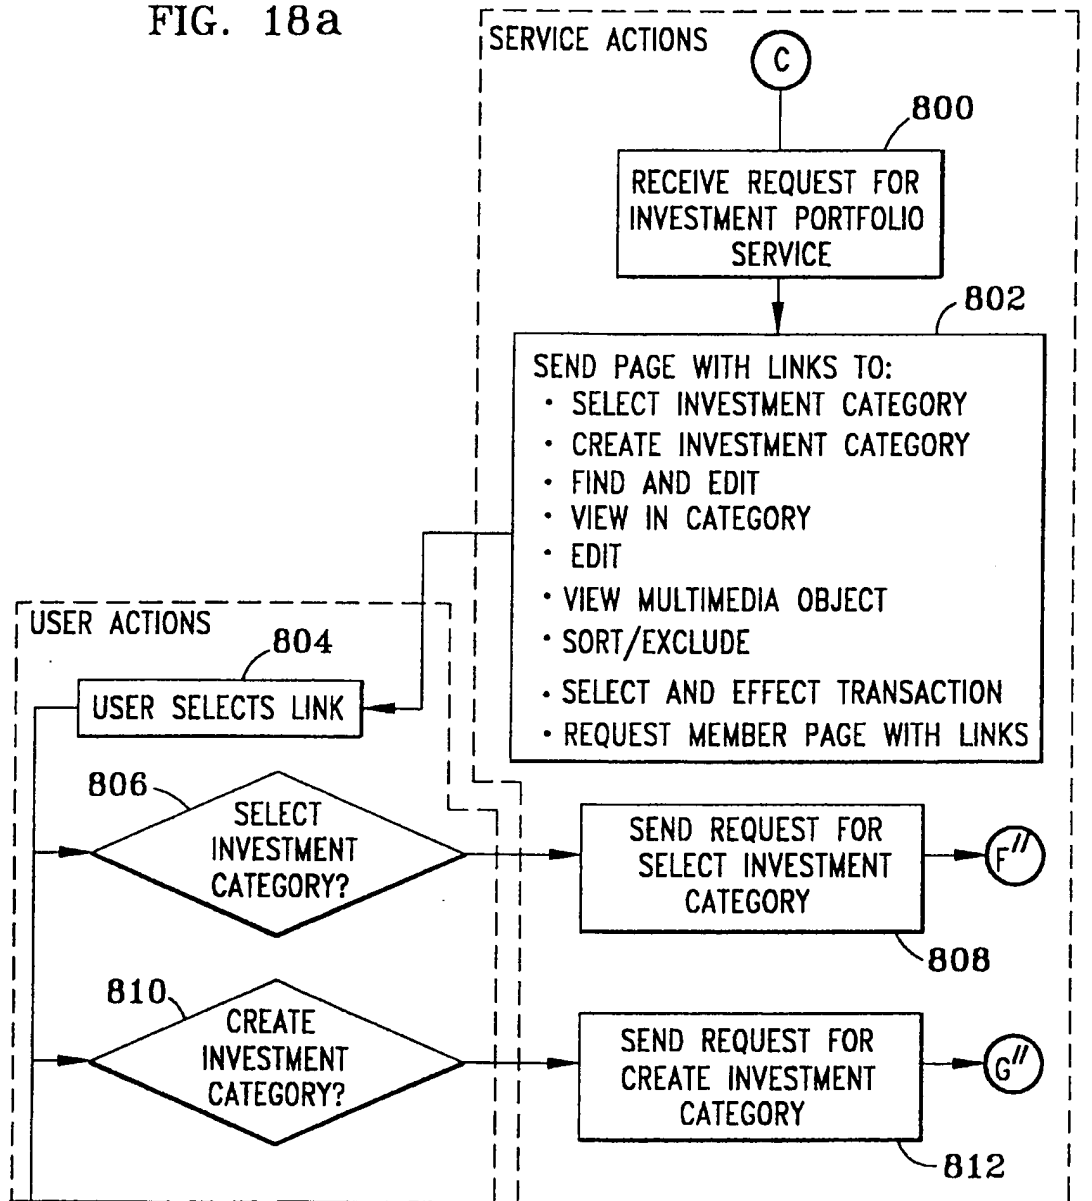 FIG. 18a
SERVICE ACTIONS
C
800
RECEIVE REQUEST FOR
INVESTMENT PORTFOLIO
SERVICE
802
SEND PAGE WITH LINKS TO:
• SELECT INVESTMENT CATEGORY
• CREATE INVESTMENT CATEGORY
• FIND AND EDIT
• VIEW IN CATEGORY
• EDIT
• VIEW MULTIMEDIA OBJECT
• SORT/EXCLUDE
• SELECT AND EFFECT TRANSACTION
• REQUEST MEMBER PAGE WITH LINKS
USER ACTIONS
804
USER SELECTS LINK
806
SELECT
INVESTMENT
CATEGORY?
SEND REQUEST FOR
SELECT INVESTMENT
CATEGORY
808
F"
810
CREATE
INVESTMENT
CATEGORY?
SEND REQUEST FOR
CREATE INVESTMENT
CATEGORY
812
G"